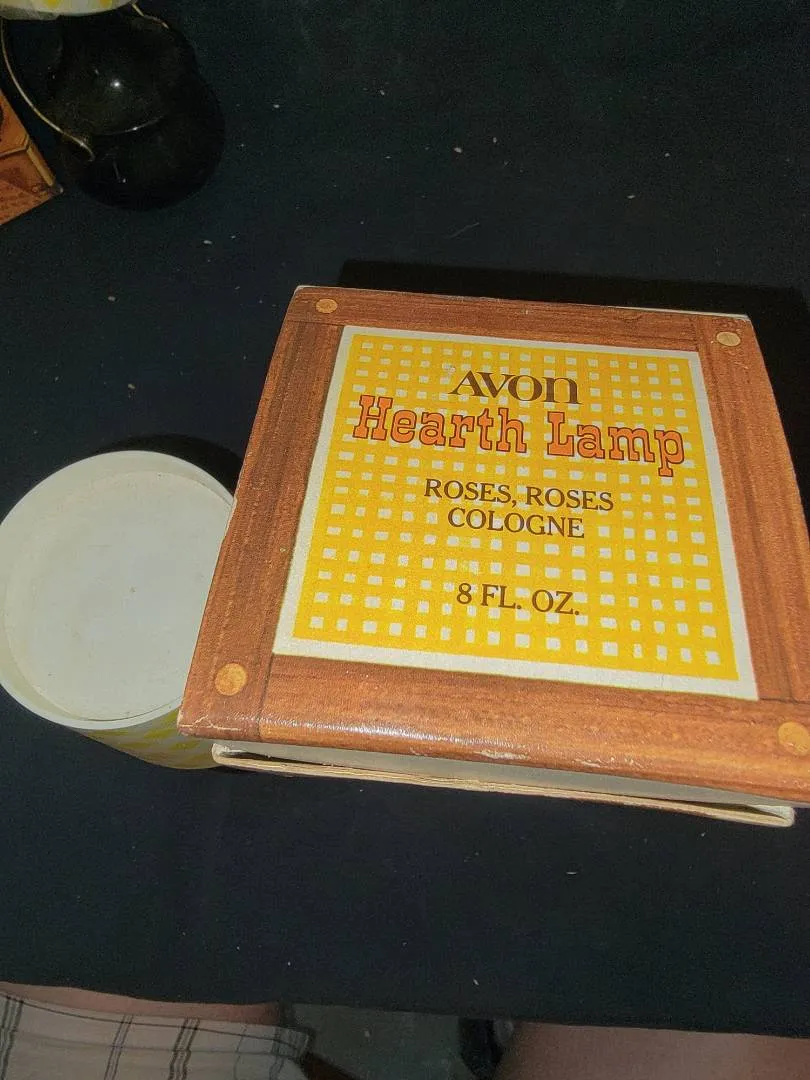 AVON
Hearth Lamp
ROSES, ROSES
COLOGNE
8 FL. OZ.